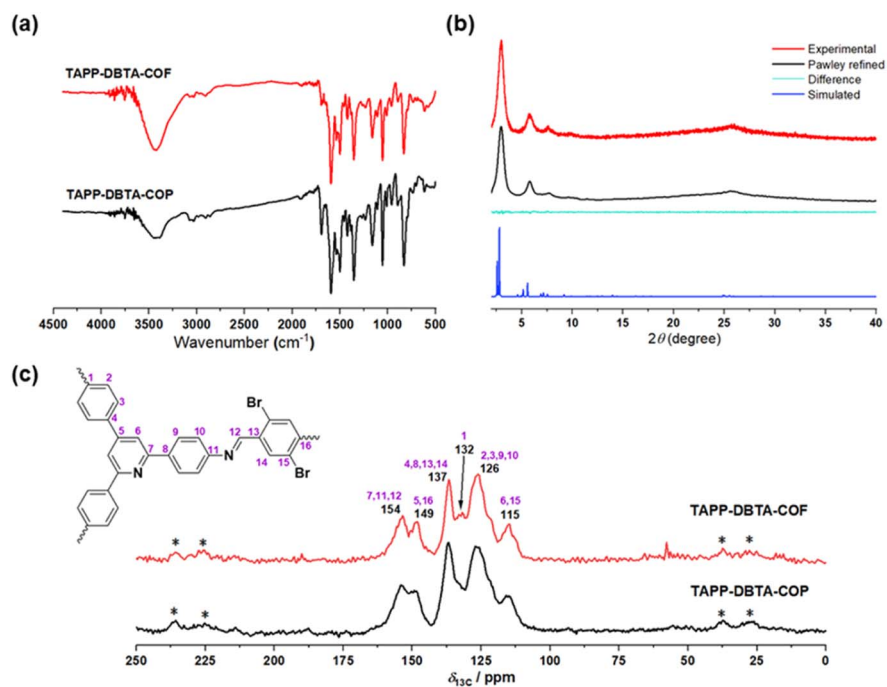 (a)
TAPP-DBTA-COF
TAPP-DBTA-COP
4500 4000 3500 3000 2500 2000 1500 1000 500
Wavenumber (cm-1)
(b)
Experimental
Pawley refined
Difference
Simulated
5 10 15 20 25 30 35 40
2θ (degree)
(c)
1 2
3
4
5 6
7
8
9 10
11
N
N
12
13
14
15
16
Br
Br
7,11,12
154
5,16
149
4,8,13,14
137
1
132
2,3,9,10
126
6,15
115
* * * *
TAPP-DBTA-COF
* * * *
TAPP-DBTA-COP
250 225 200 175 150 125 100 75 50 25 0
δ13C / ppm